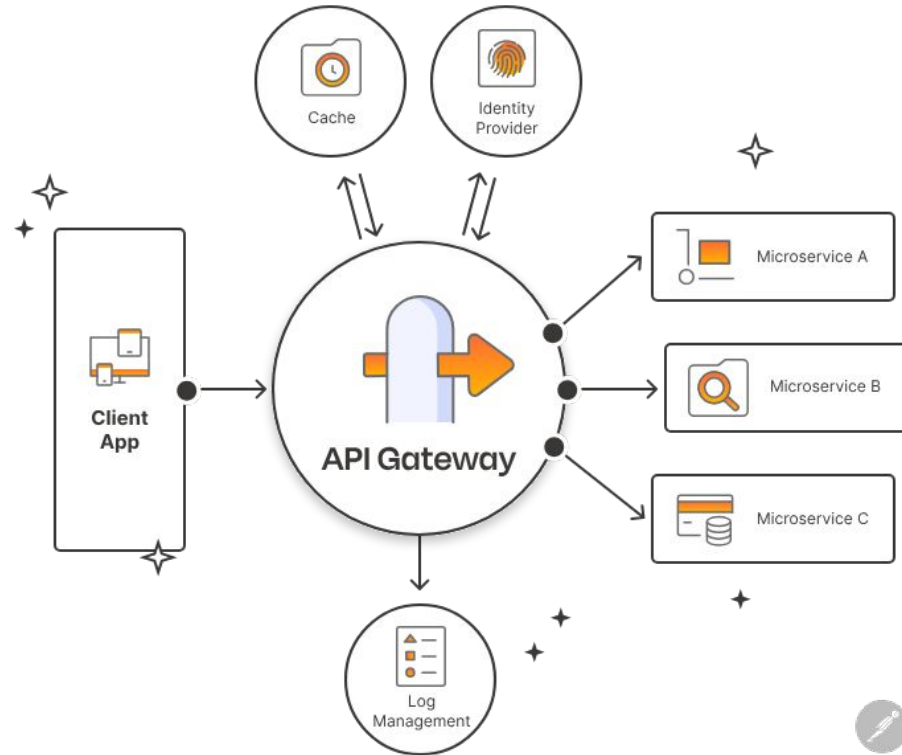 Cache
Identity
Provider
Microservice A
Client
App
Microservice B
API Gateway
Microservice C
Log
Management